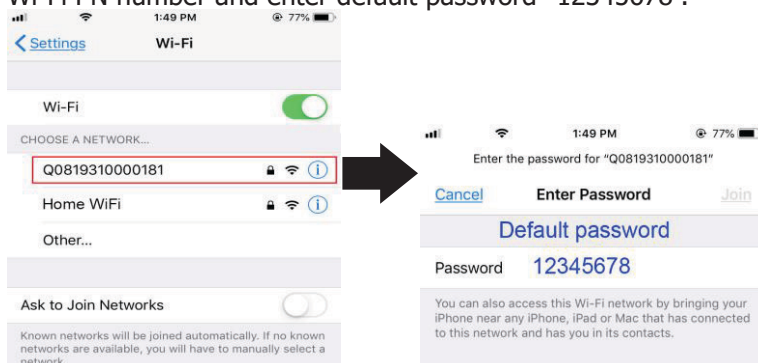 Wi-Fi PN number and enter default password "12345678".
1:49 PM
77%
Settings
Wi-Fi
Wi-Fi
CHOOSE A NETWORK...
Q0819310000181
Home WiFi
Other...
Ask to Join Networks
Known networks will be joined automatically. If no known
networks are available, you will have to manually select a
network.
1:49 PM
77%
Enter the password for "Q0819310000181"
Cancel
Enter Password
Join
Default password
Password 12345678
You can also access this Wi-Fi network by bringing your
iPhone near any iPhone, iPad or Mac that has connected
to this network and has you in its contacts.